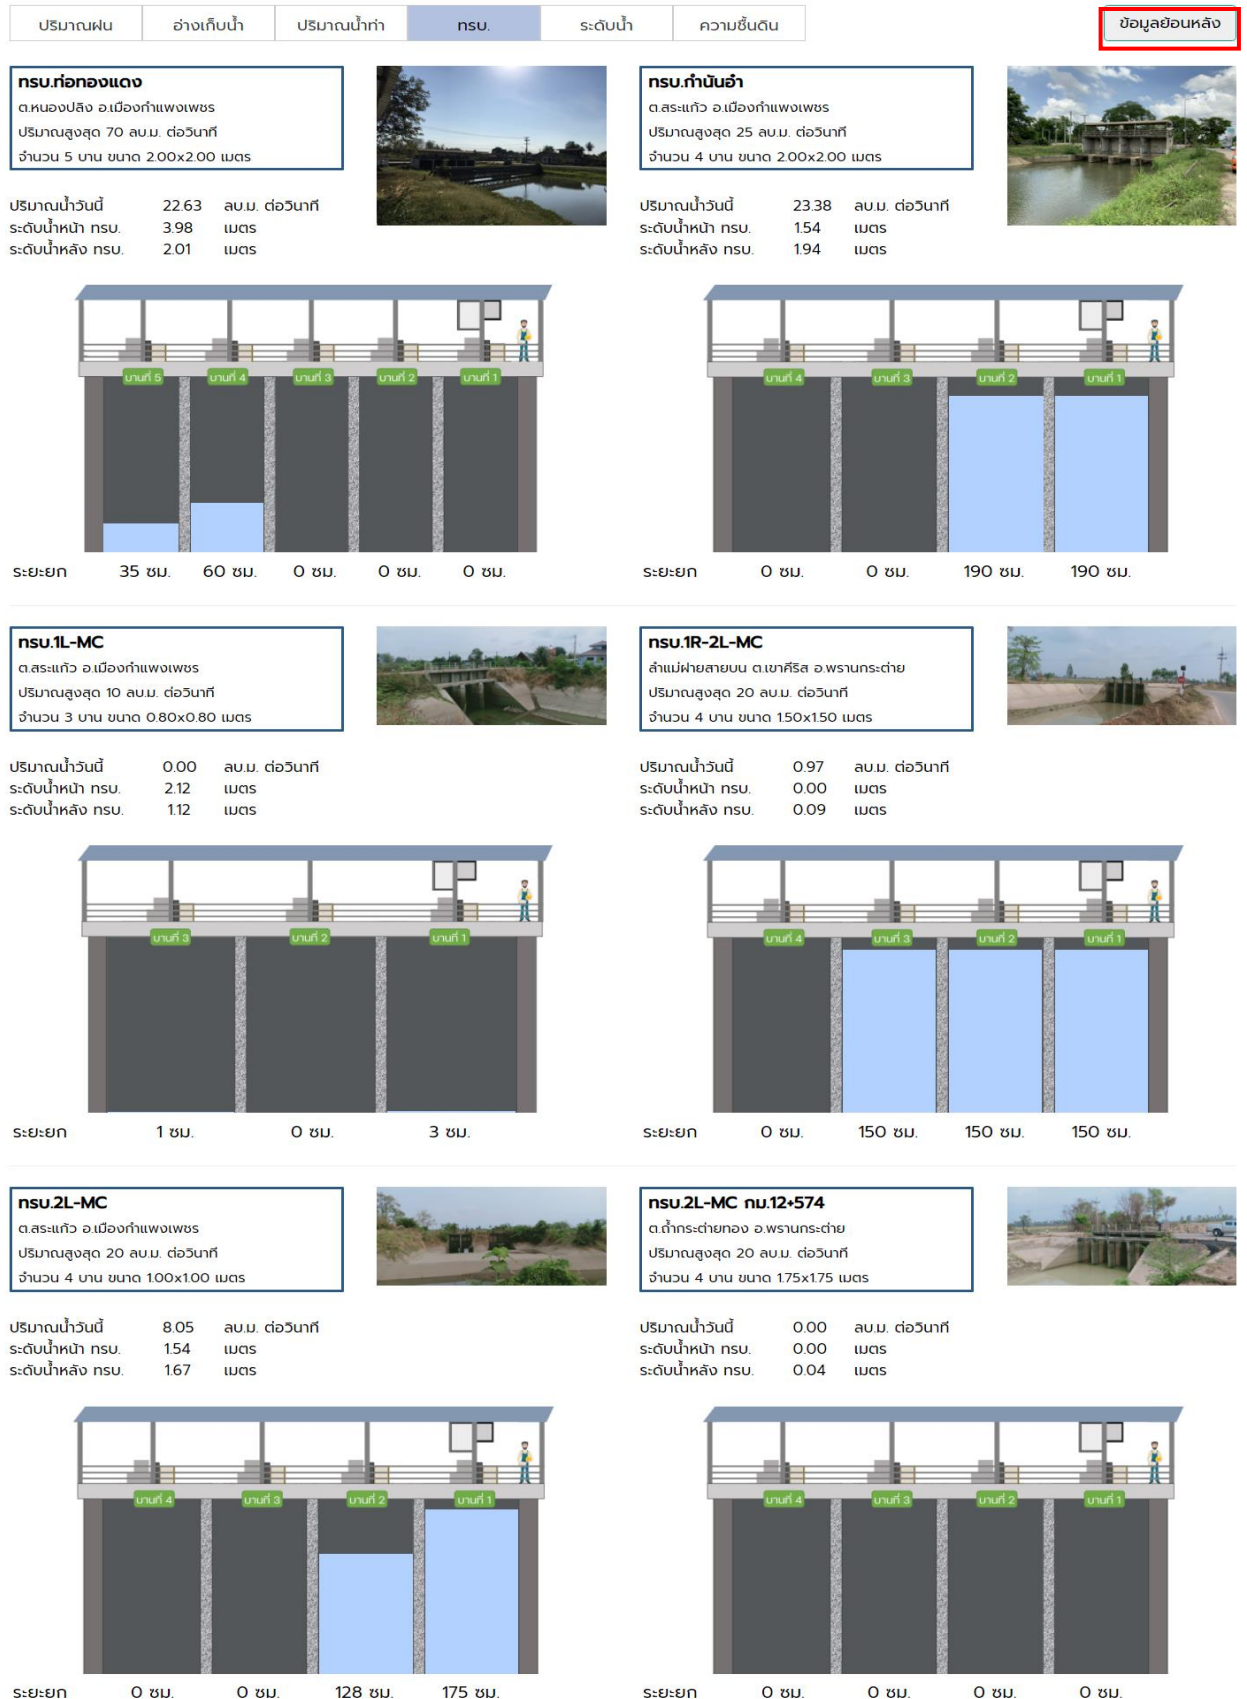 ปริมาณฝน อ่างเก็บน้ำ ปริมาณน้ำท่า ทรบ. ระดับน้ำ ความชื้นดิน ข้อมูลย้อนหลัง
ทรบ.ท่อทองแดง
ต.หนองปลิง อ.เมืองกำแพงเพชร
ปริมาณสูงสุด 70 ลบ.ม. ต่อวินาที
จำนวน 5 บาน ขนาด 2.00x2.00 เมตร
ปริมาณน้ำวันนี้ 22.63 ลบ.ม. ต่อวินาที
ระดับน้ำหน้า ทรบ. 3.98 เมตร
ระดับน้ำหลัง ทรบ. 2.01 เมตร
บานที่ 5 บานที่ 4 บานที่ 3 บานที่ 2 บานที่ 1
ระยะยก 35 ซม. 60 ซม. 0 ซม. 0 ซม. 0 ซม.
ทรบ.กำนันอำ
ต.สระแก้ว อ.เมืองกำแพงเพชร
ปริมาณสูงสุด 25 ลบ.ม. ต่อวินาที
จำนวน 4 บาน ขนาด 2.00x2.00 เมตร
ปริมาณน้ำวันนี้ 23.38 ลบ.ม. ต่อวินาที
ระดับน้ำหน้า ทรบ. 1.54 เมตร
ระดับน้ำหลัง ทรบ. 1.94 เมตร
บานที่ 4 บานที่ 3 บานที่ 2 บานที่ 1
ระยะยก 0 ซม. 0 ซม. 190 ซม. 190 ซม.
ทรบ.1L-MC
ต.สระแก้ว อ.เมืองกำแพงเพชร
ปริมาณสูงสุด 10 ลบ.ม. ต่อวินาที
จำนวน 3 บาน ขนาด 0.80x0.80 เมตร
ปริมาณน้ำวันนี้ 0.00 ลบ.ม. ต่อวินาที
ระดับน้ำหน้า ทรบ. 2.12 เมตร
ระดับน้ำหลัง ทรบ. 1.12 เมตร
บานที่ 3 บานที่ 2 บานที่ 1
ระยะยก 1 ซม. 0 ซม. 3 ซม.
ทรบ.1R-2L-MC
ลำแม่ฝายสายบน ต.เขาคีริส อ.พรานกระต่าย
ปริมาณสูงสุด 20 ลบ.ม. ต่อวินาที
จำนวน 4 บาน ขนาด 1.50x1.50 เมตร
ปริมาณน้ำวันนี้ 0.97 ลบ.ม. ต่อวินาที
ระดับน้ำหน้า ทรบ. 0.00 เมตร
ระดับน้ำหลัง ทรบ. 0.09 เมตร
บานที่ 4 บานที่ 3 บานที่ 2 บานที่ 1
ระยะยก 0 ซม. 150 ซม. 150 ซม. 150 ซม.
ทรบ.2L-MC
ต.สระแก้ว อ.เมืองกำแพงเพชร
ปริมาณสูงสุด 20 ลบ.ม. ต่อวินาที
จำนวน 4 บาน ขนาด 1.00x1.00 เมตร
ปริมาณน้ำวันนี้ 8.05 ลบ.ม. ต่อวินาที
ระดับน้ำหน้า ทรบ. 1.54 เมตร
ระดับน้ำหลัง ทรบ. 1.67 เมตร
บานที่ 4 บานที่ 3 บานที่ 2 บานที่ 1
ระยะยก 0 ซม. 0 ซม. 128 ซม. 175 ซม.
ทรบ.2L-MC กม.12+574
ต.ถ้ำกระต่ายทอง อ.พรานกระต่าย
ปริมาณสูงสุด 20 ลบ.ม. ต่อวินาที
จำนวน 4 บาน ขนาด 1.75x1.75 เมตร
ปริมาณน้ำวันนี้ 0.00 ลบ.ม. ต่อวินาที
ระดับน้ำหน้า ทรบ. 0.00 เมตร
ระดับน้ำหลัง ทรบ. 0.04 เมตร
บานที่ 4 บานที่ 3 บานที่ 2 บานที่ 1
ระยะยก 0 ซม. 0 ซม. 0 ซม. 0 ซม.